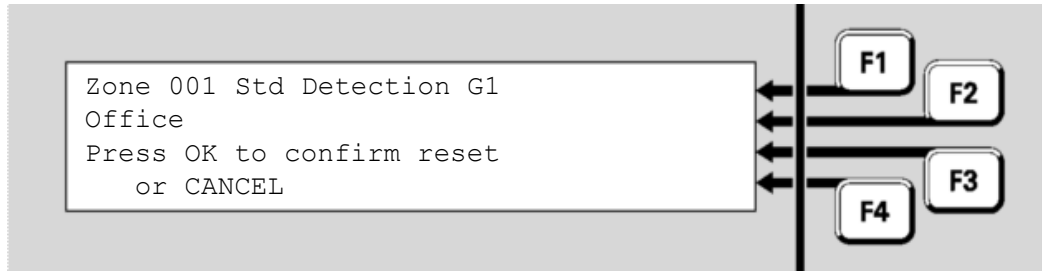 Zone 001 Std Detection G1
Office
Press OK to confirm reset
or CANCEL
F1
F2
F3
F4